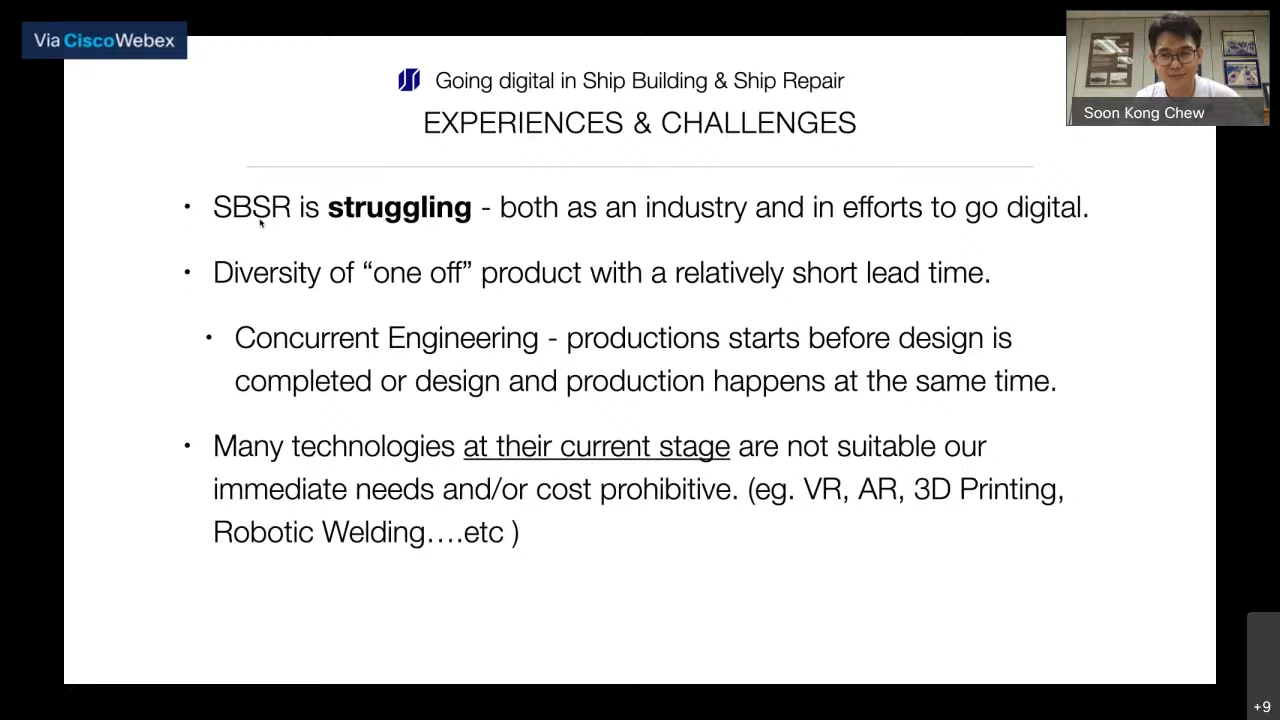 Via CiscoWebex
Going digital in Ship Building & Ship Repair
EXPERIENCES & CHALLENGES
Soon Kong Chew
• SBSR is struggling - both as an industry and in efforts to go digital.
• Diversity of “one off” product with a relatively short lead time.
• Concurrent Engineering - productions starts before design is
completed or design and production happens at the same time.
• Many technologies at their current stage are not suitable our
immediate needs and/or cost prohibitive. (eg. VR, AR, 3D Printing,
Robotic Welding….etc )
+9